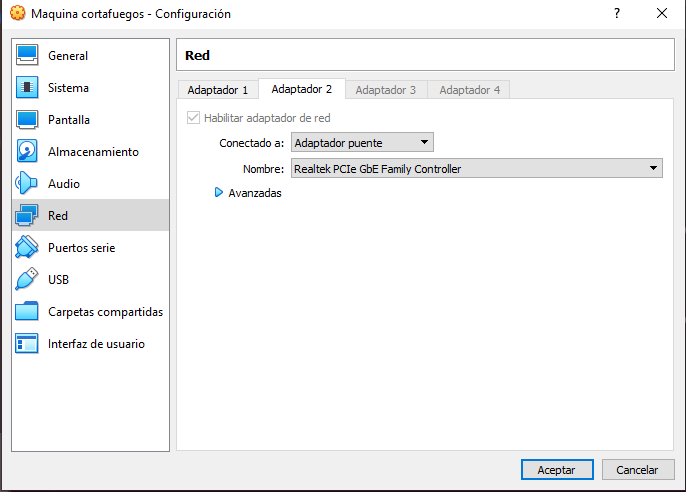 Maquina cortafuegos - Configuración
?
General
Sistema
Pantalla
Almacenamiento
Audio
Red
Puertos serie
USB
Carpetas compartidas
Interfaz de usuario
Red
Adaptador 1 Adaptador 2 Adaptador 3 Adaptador 4
Habilitar adaptador de red
Conectado a: Adaptador puente
Nombre: Realtek PCIe GbE Family Controller
Avanzadas
Aceptar Cancelar